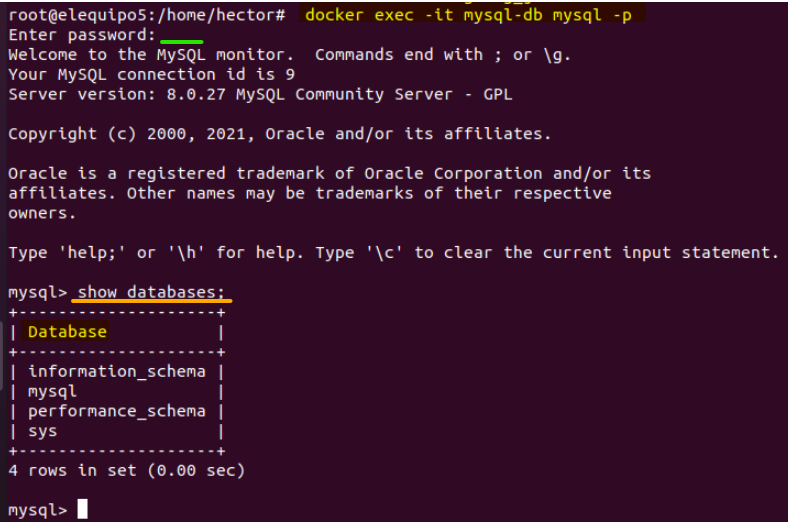 root@elequipo5:/home/hector# docker exec -it mysql-db mysql -p
Enter password:
Welcome to the MySQL monitor.  Commands end with ; or \g.
Your MySQL connection id is 9
Server version: 8.0.27 MySQL Community Server - GPL

Copyright (c) 2000, 2021, Oracle and/or its affiliates.

Oracle is a registered trademark of Oracle Corporation and/or its
affiliates. Other names may be trademarks of their respective
owners.

Type 'help;' or '\h' for help. Type '\c' to clear the current input statement.

mysql> show databases;
+--------------------+
| Database           |
+--------------------+
| information_schema |
| mysql              |
| performance_schema |
| sys                |
+--------------------+
4 rows in set (0.00 sec)

mysql>